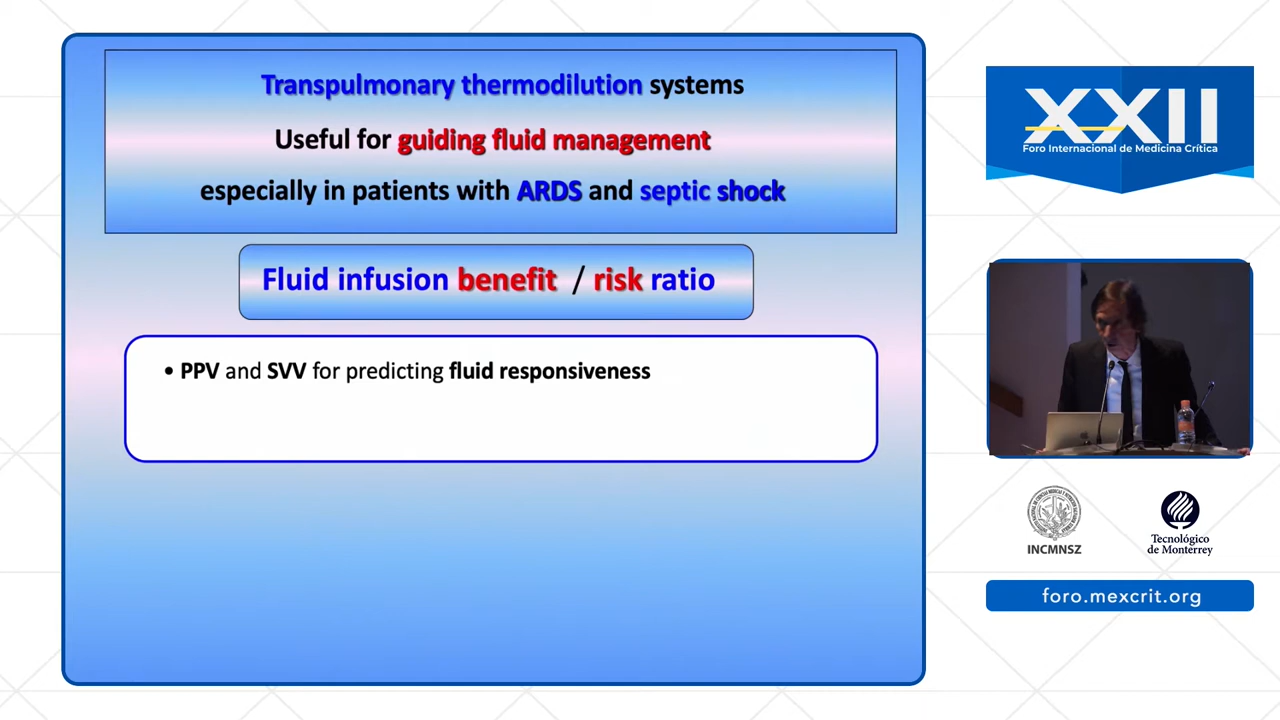 Transpulmonary thermodilution systems
Useful for guiding fluid management
especially in patients with ARDS and septic shock
Fluid infusion benefit / risk ratio
• PPV and SVV for predicting fluid responsiveness
XXII
Foro Internacional de Medicina Crítica
INCMNSZ
Tecnológico
de Monterrey
foro.mexcrit.org